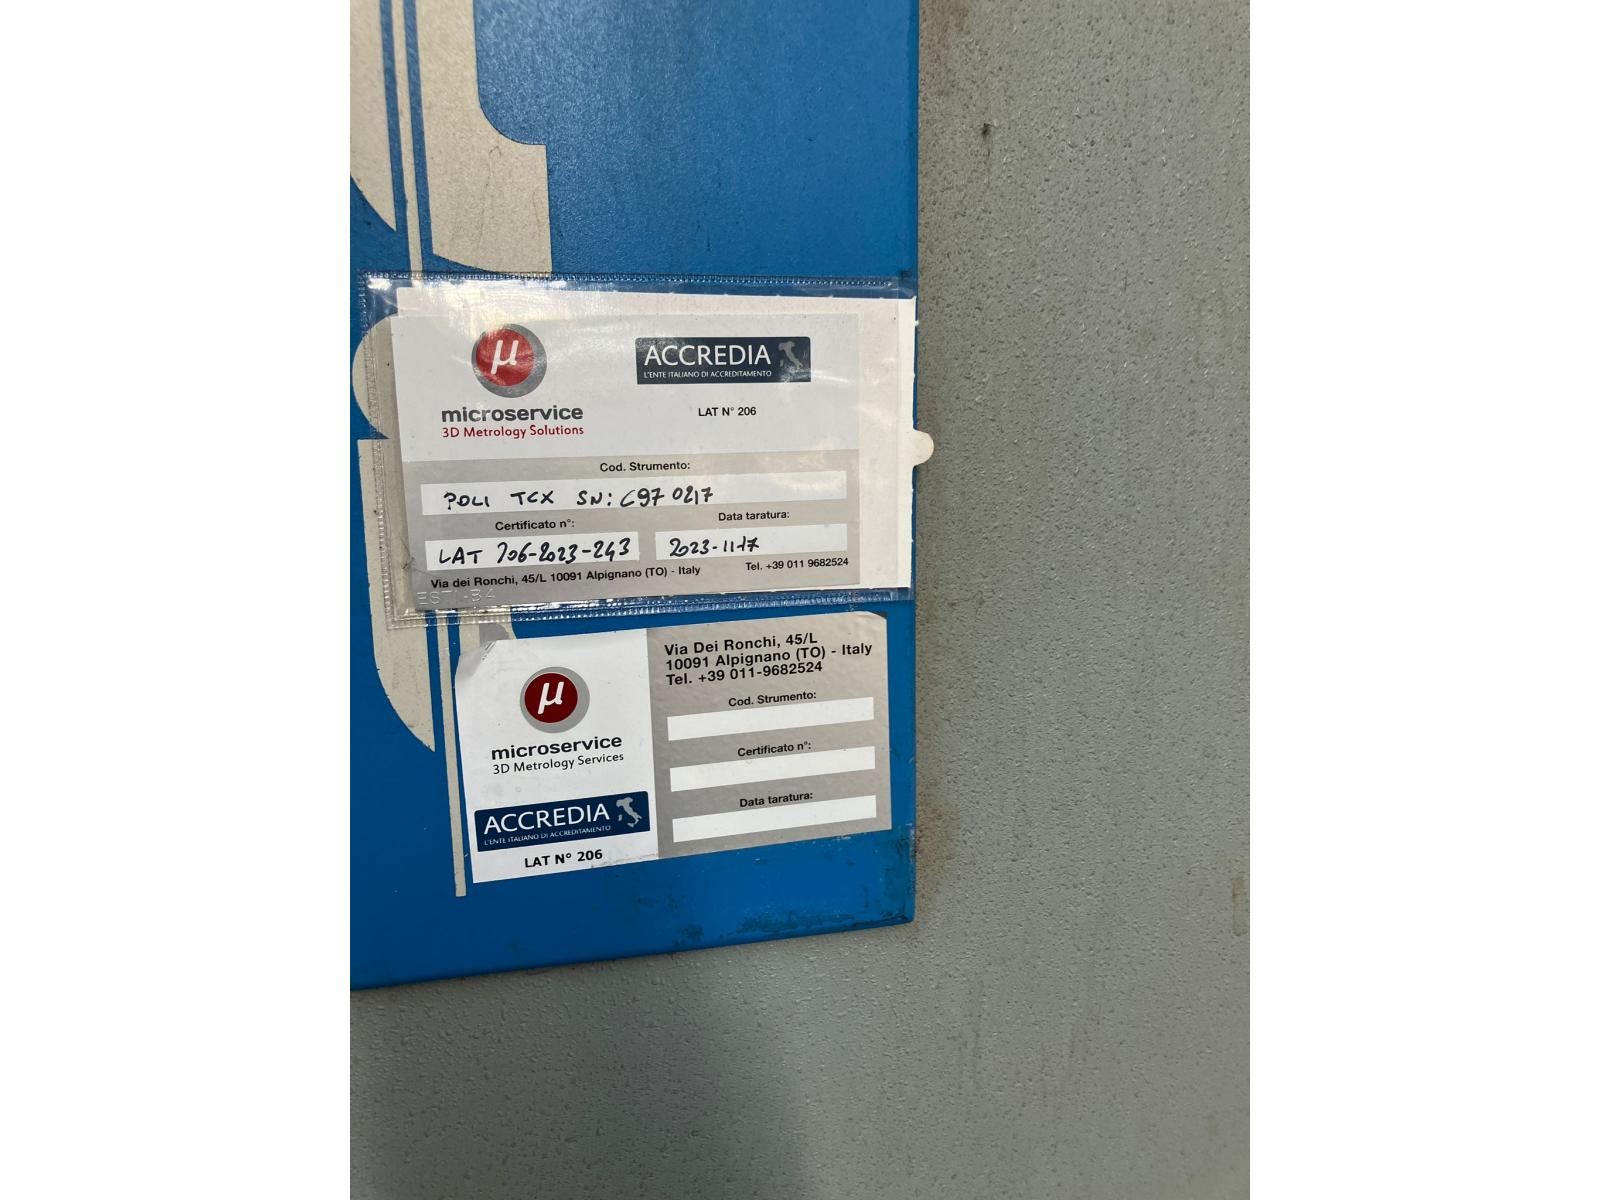 μ
microservice
3D Metrology Solutions
ACCREDIA
L'ENTE ITALIANO DI ACCREDITAMENTO
LAT N° 206
Cod. Strumento:
POLI TCX SN: C97 0217
Certificato n°:
Data taratura:
LAT 206-2023-243
2023-11-17
Via dei Ronchi, 45/L 10091 Alpignano (TO) - Italy
Tel. +39 011 9682524
μ
microservice
3D Metrology Services
ACCREDIA
L'ENTE ITALIANO DI ACCREDITAMENTO
LAT N° 206
Via Dei Ronchi, 45/L
10091 Alpignano (TO) - Italy
Tel. +39 011-9682524
Cod. Strumento:
Certificato n°:
Data taratura: